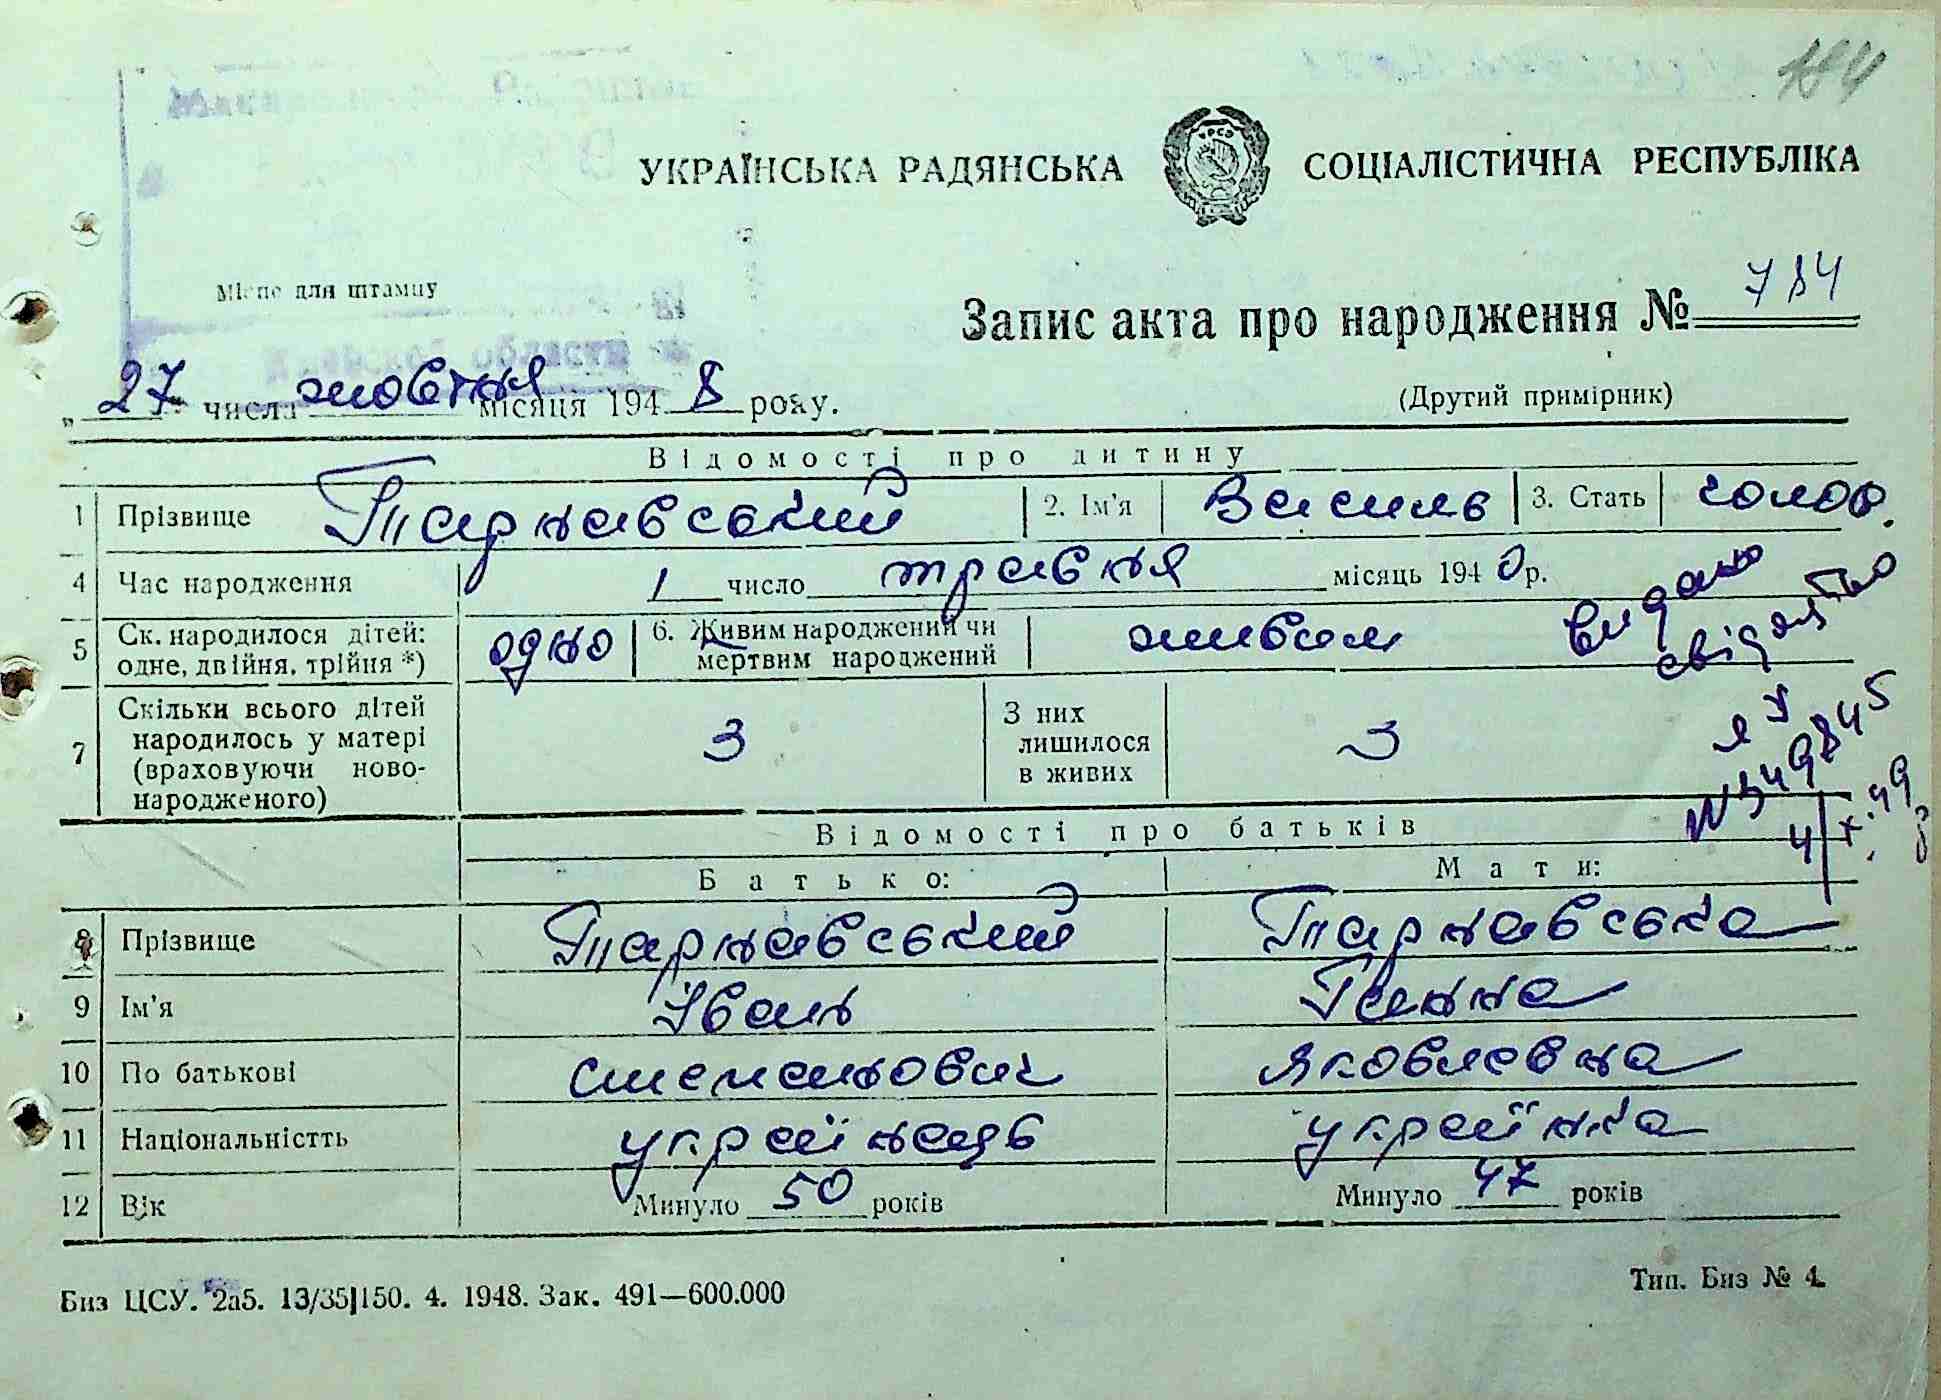 184
УКРАЇНСЬКА РАДЯНСЬКА СОЦІАЛІСТИЧНА РЕСПУБЛІКА
Місце для штампу
Запис акта про народження № 784
области
„ 27 " числа жовтня місяця 1948 року.
(Другий примірник)
Відомості про дитину
1 Прізвище Тарнавський 2. Ім'я Василь 3. Стать чолов.
4 Час народження 1 число травня місяць 1940 р.
5 Ск. народилося дітей: одне, двійня, трійня *) одно 6. Живим народжений чи мертвим народжений живим
видано
свідоцтво
7 Скільки всього дітей народилось у матері (враховуючи ново-народженого) 3 З них лишилося в живих 3
Відомості про батьків
Батько: Мати:
8 Прізвище Тарнавський Тарнавська
9 Ім'я Іван Ганна
10 По батькові Яковлевна
11 Національністть українець українка
12 Вік Минуло 50 років Минуло 47 років
Биз ЦСУ. 2а5. 13/35|150. 4. 1948. Зак. 491—600.000
Тип. Биз № 4.